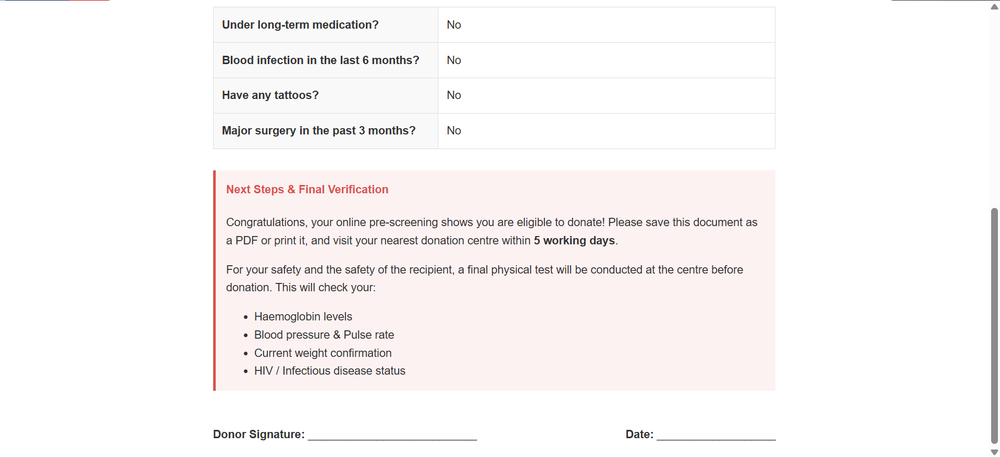 Under long-term medication? No
Blood infection in the last 6 months? No
Have any tattoos? No
Major surgery in the past 3 months? No
Next Steps & Final Verification
Congratulations, your online pre-screening shows you are eligible to donate! Please save this document as
a PDF or print it, and visit your nearest donation centre within 5 working days.
For your safety and the safety of the recipient, a final physical test will be conducted at the centre before
donation. This will check your:
• Haemoglobin levels
• Blood pressure & Pulse rate
• Current weight confirmation
• HIV / Infectious disease status
Donor Signature: ___________________________ Date: ___________________